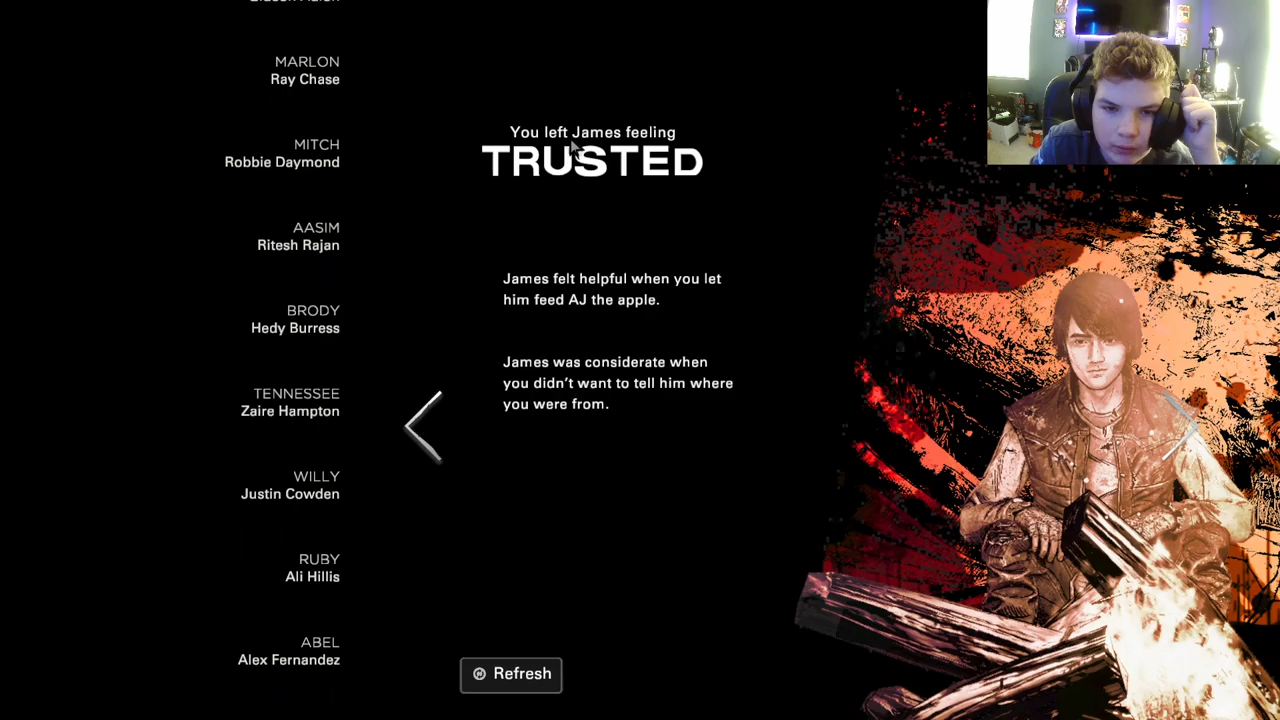 MARLON
Ray Chase
MITCH
Robbie Daymond
AASIM
Ritesh Rajan
BRODY
Hedy Burress
TENNESSEE
Zaire Hampton
WILLY
Justin Cowden
RUBY
Ali Hillis
ABEL
Alex Fernandez
You left James feeling
TRUSTED
James felt helpful when you let
him feed AJ the apple.
James was considerate when
you didn't want to tell him where
you were from.
Refresh